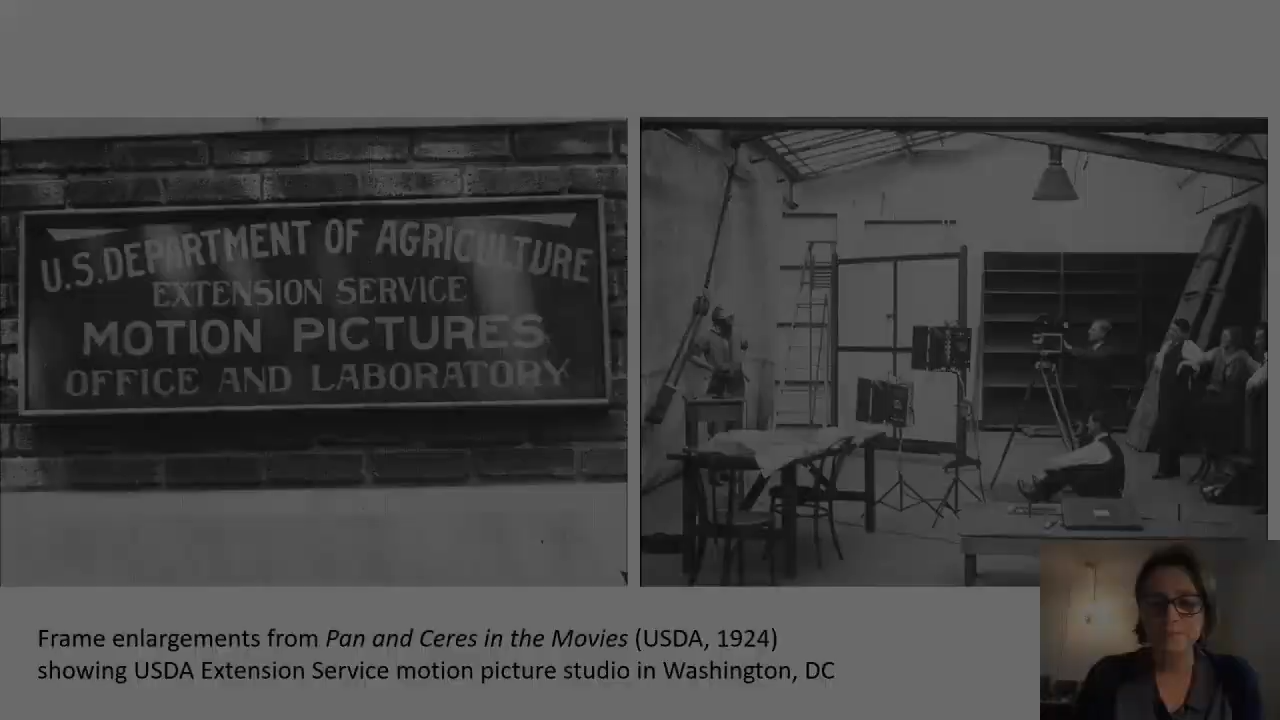 U.S. DEPARTMENT OF AGRICULTURE
EXTENSION SERVICE
MOTION PICTURES
OFFICE AND LABORATORY
Frame enlargements from Pan and Ceres in the Movies (USDA, 1924)
showing USDA Extension Service motion picture studio in Washington, DC